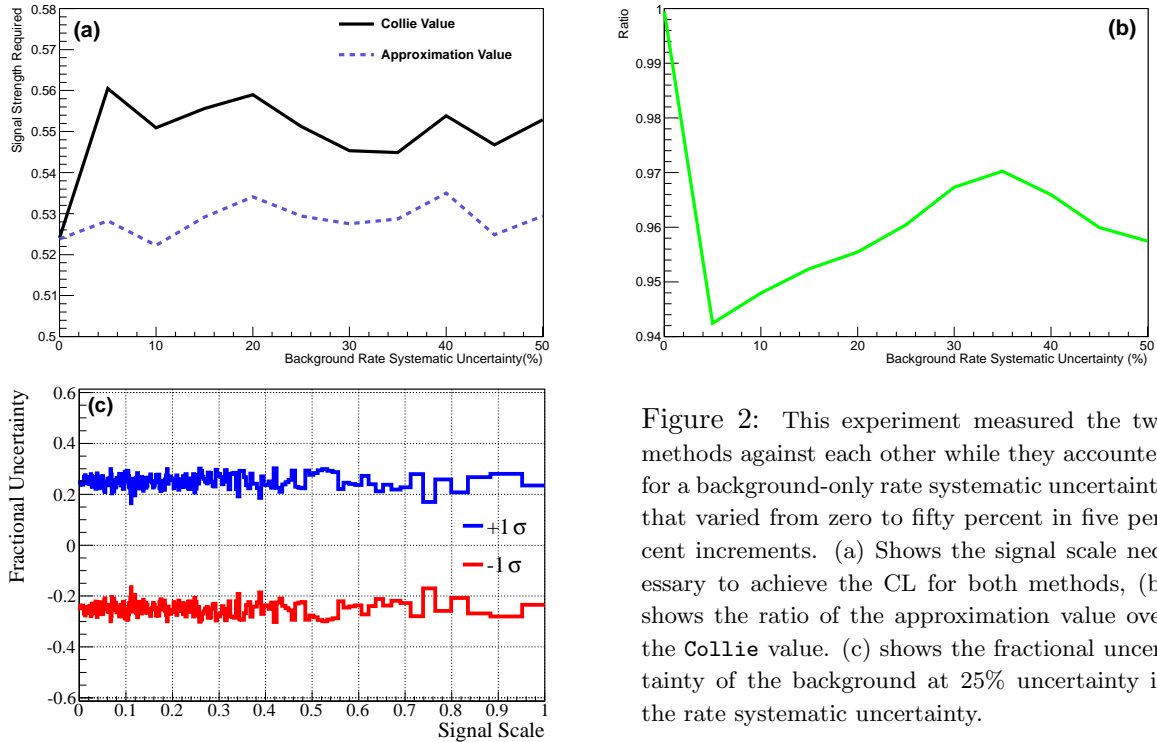 (a)
Collie Value
Approximation Value
Signal Strength Required
0.58
0.57
0.56
0.55
0.54
0.53
0.52
0.51
0.5
0 10 20 30 40 50
Background Rate Systematic Uncertainty(%)
(b)
Ratio
1
0.99
0.98
0.97
0.96
0.95
0.94
0 10 20 30 40 50
Background Rate Systematic Uncertainty (%)
(c)
Fractional Uncertainty
0.6
0.4
0.2
0
-0.2
-0.4
-0.6
+1σ
-1σ
0 0.1 0.2 0.3 0.4 0.5 0.6 0.7 0.8 0.9 1
Signal Scale
Figure 2: This experiment measured the tw
methods against each other while they accounte
for a background-only rate systematic uncertaint
that varied from zero to fifty percent in five per
cent increments. (a) Shows the signal scale nec
essary to achieve the CL for both methods, (b
shows the ratio of the approximation value ove
the Collie value. (c) shows the fractional uncer
tainty of the background at 25% uncertainty i
the rate systematic uncertainty.